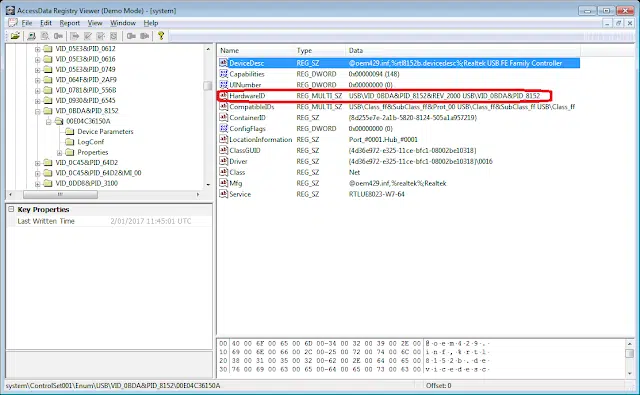 AccessData Registry Viewer (Demo Mode) - [system]
File Edit Report View Window Help
VID_05E3&PID_0612
VID_05E3&PID_0616
VID_05E3&PID_0749
VID_064F&PID_2AF9
VID_0781&PID_556B
VID_0930&PID_6545
VID_0BDA&PID_8152
00E04C36150A
Device Parameters
LogConf
Properties
VID_0C45&PID_64D2
VID_0C45&PID_64D2&MI_00
VID_0DD8&PID_3100
Key Properties
Last Written Time 2/01/2017 11:45:01 UTC
Name Type Data
DeviceDesc REG_SZ @oem429.inf,%rtl8152b.devicedesc%;Realtek USB FE Family Controller
Capabilities REG_DWORD 0x00000094 (148)
UINumber REG_DWORD 0x00000000 (0)
HardwareID REG_MULTI_SZ USB\VID_0BDA&PID_8152&REV_2000 USB\VID_0BDA&PID_8152
CompatibleIDs REG_MULTI_SZ USB\Class_ff&SubClass_ff&Prot_00 USB\Class_ff&SubClass_ff USB\Class_ff
ContainerID REG_SZ {8d255e7e-2a1b-5820-8124-505a1a957219}
ConfigFlags REG_DWORD 0x00000000 (0)
LocationInformation REG_SZ Port_#0001.Hub_#0001
ClassGUID REG_SZ {4d36e972-e325-11ce-bfc1-08002be10318}
Driver REG_SZ {4d36e972-e325-11ce-bfc1-08002be10318}\0016
Class REG_SZ Net
Mfg REG_SZ @oem429.inf,%realtek%;Realtek
Service REG_SZ RTLUE8023-W7-64
00 40 00 6F 00 65 00 6D 00-34 00 32 00 39 00 2E 00 @·o·e·m·4·2·9·.·
10 69 00 6E 00 66 00 2C 00-25 00 72 00 74 00 6C 00 i·n·f·,·%·r·t·l·
20 38 00 31 00 35 00 32 00-62 00 2E 00 64 00 65 00 8·1·5·2·b·.·d·e·
30 76 00 69 00 63 00 65 00-64 00 65 00 73 00 63 00 v·i·c·e·d·e·s·c·
system\ControlSet001\Enum\USB\VID_0BDA&PID_8152\00E04C36150A Offset: 0